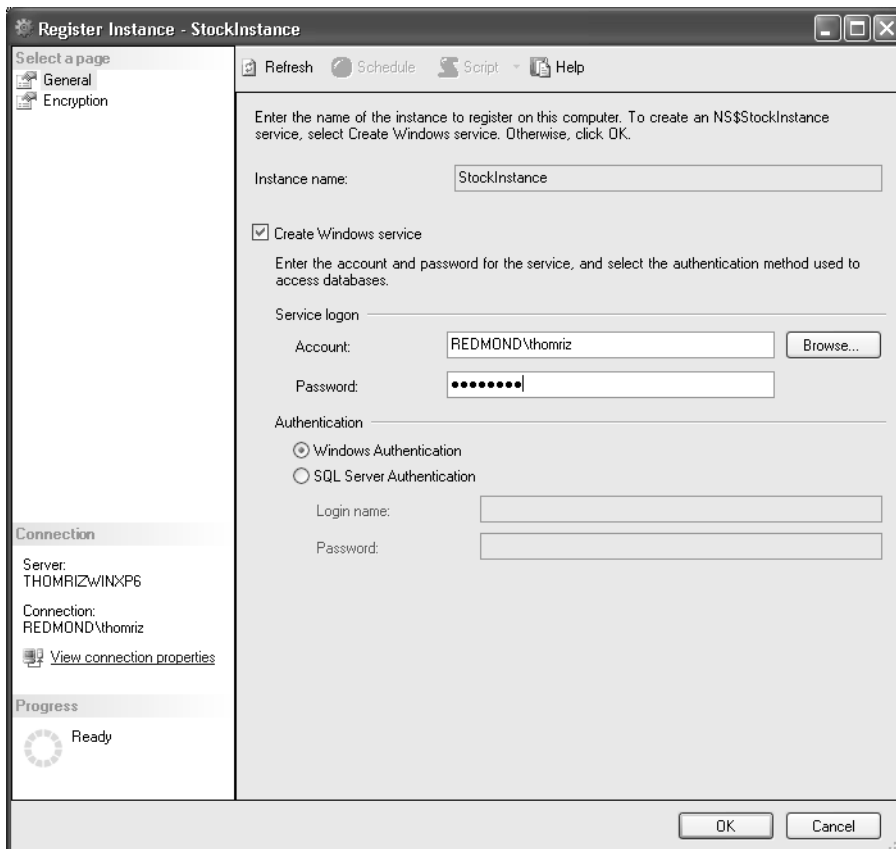 Register Instance - StockInstance
Select a page
General
Encryption
Refresh Schedule Script Help
Enter the name of the instance to register on this computer. To create an NS$StockInstance
service, select Create Windows service. Otherwise, click OK.
Instance name: StockInstance
Create Windows service
Enter the account and password for the service, and select the authentication method used to
access databases.
Service logon
Account: REDMOND\thomriz Browse...
Password: ●●●●●●●●
Authentication
Windows Authentication
SQL Server Authentication
Login name:
Password:
Connection
Server:
THOMRIZWINXP6
Connection:
REDMOND\thomriz
View connection properties
Progress
Ready
OK Cancel